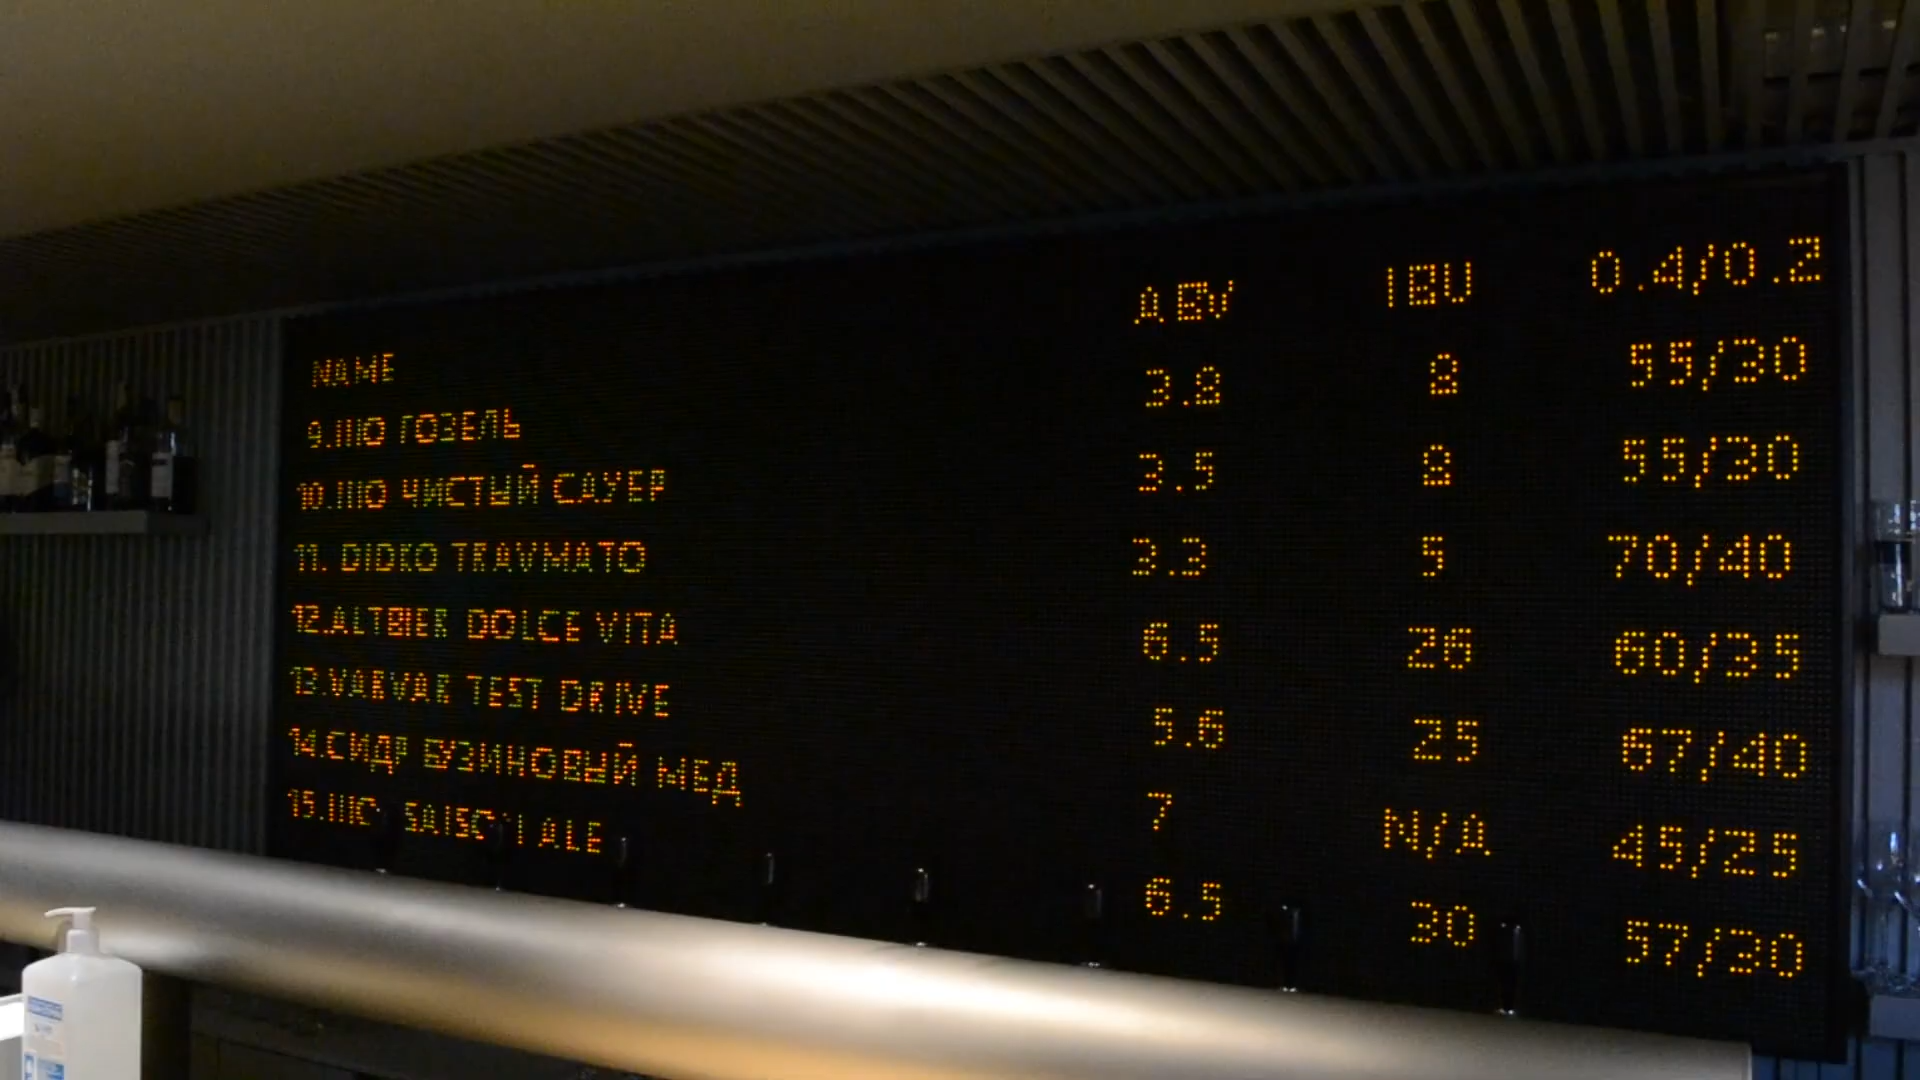 NAME ABV IBU 0.4/0.2
9.ШО ГОЗЕЛЬ 3.8 8 55/30
10.ШО ЧИСТЫЙ САУЕР 3.5 8 55/30
11. DIDKO TRAVMATO 3.3 5 70/40
12.ALTBIER DOLCE VITA 6.5 26 60/35
13.VARVAR TEST DRIVE 5.6 25 67/40
14.СИДР БУЗИНОВЫЙ МЕД 7 N/A 45/25
15.ШО SAISON ALE 6.5 30 57/30